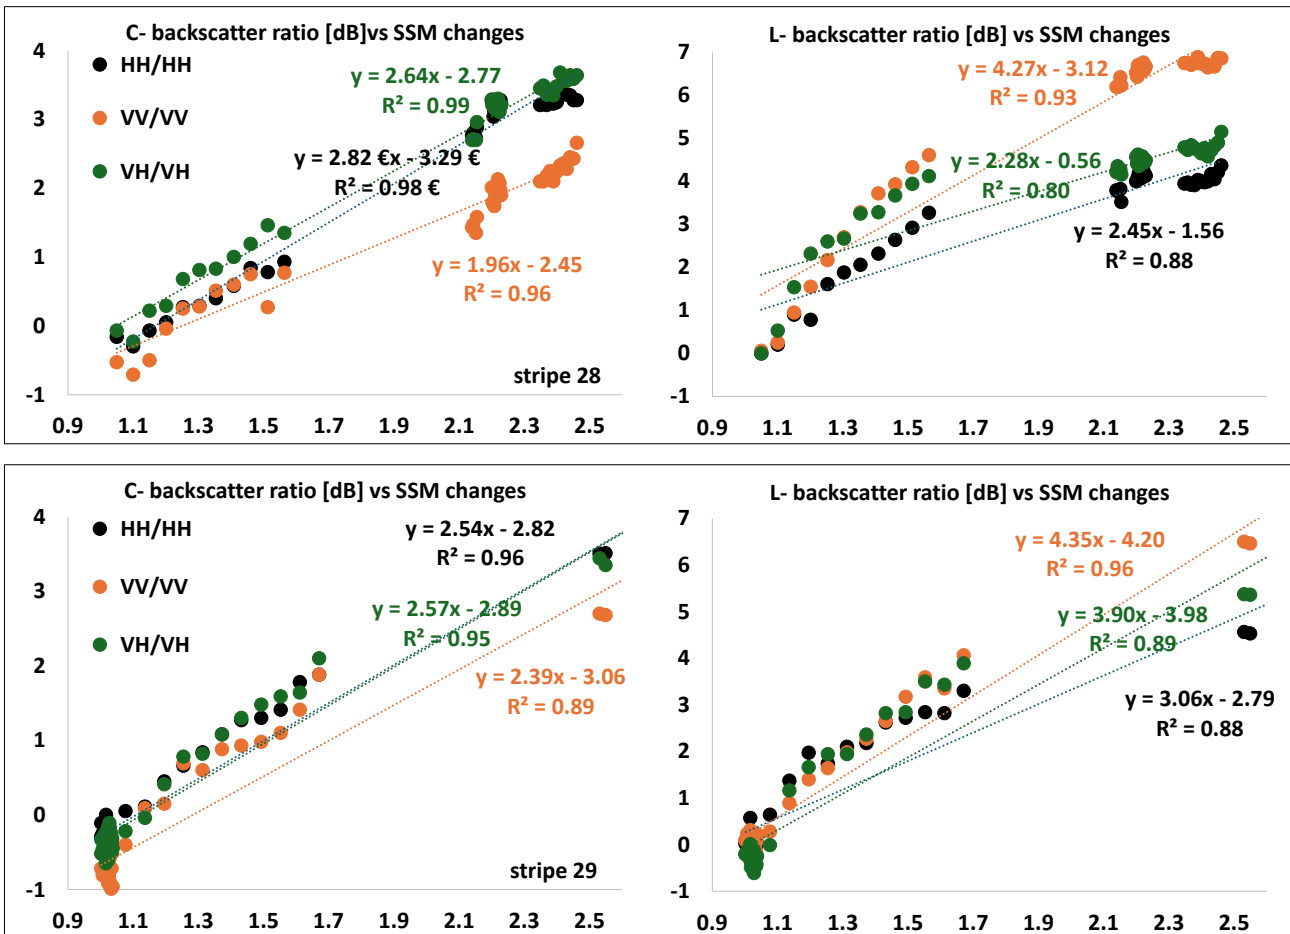 C- backscatter ratio [dB]vs SSM changes
4
3
2
1
0
-1
HH/HH
VV/VV
VH/VH
y = 2.64x - 2.77
R² = 0.99
y = 2.82 €x - 3.29 €
R² = 0.98 €
y = 1.96x - 2.45
R² = 0.96
stripe 28
0.9 1.1 1.3 1.5 1.7 1.9 2.1 2.3 2.5
L- backscatter ratio [dB] vs SSM changes
7
6
5
4
3
2
1
0
-1
y = 4.27x - 3.12
R² = 0.93
y = 2.28x - 0.56
R² = 0.80
y = 2.45x - 1.56
R² = 0.88
0.9 1.1 1.3 1.5 1.7 1.9 2.1 2.3 2.5
C- backscatter ratio [dB] vs SSM changes
4
3
2
1
0
-1
HH/HH
VV/VV
VH/VH
y = 2.54x - 2.82
R² = 0.96
y = 2.57x - 2.89
R² = 0.95
y = 2.39x - 3.06
R² = 0.89
stripe 29
0.9 1.1 1.3 1.5 1.7 1.9 2.1 2.3 2.5
L- backscatter ratio [dB] vs SSM changes
7
6
5
4
3
2
1
0
-1
y = 4.35x - 4.20
R² = 0.96
y = 3.90x - 3.98
R² = 0.89
y = 3.06x - 2.79
R² = 0.88
0.9 1.1 1.3 1.5 1.7 1.9 2.1 2.3 2.5